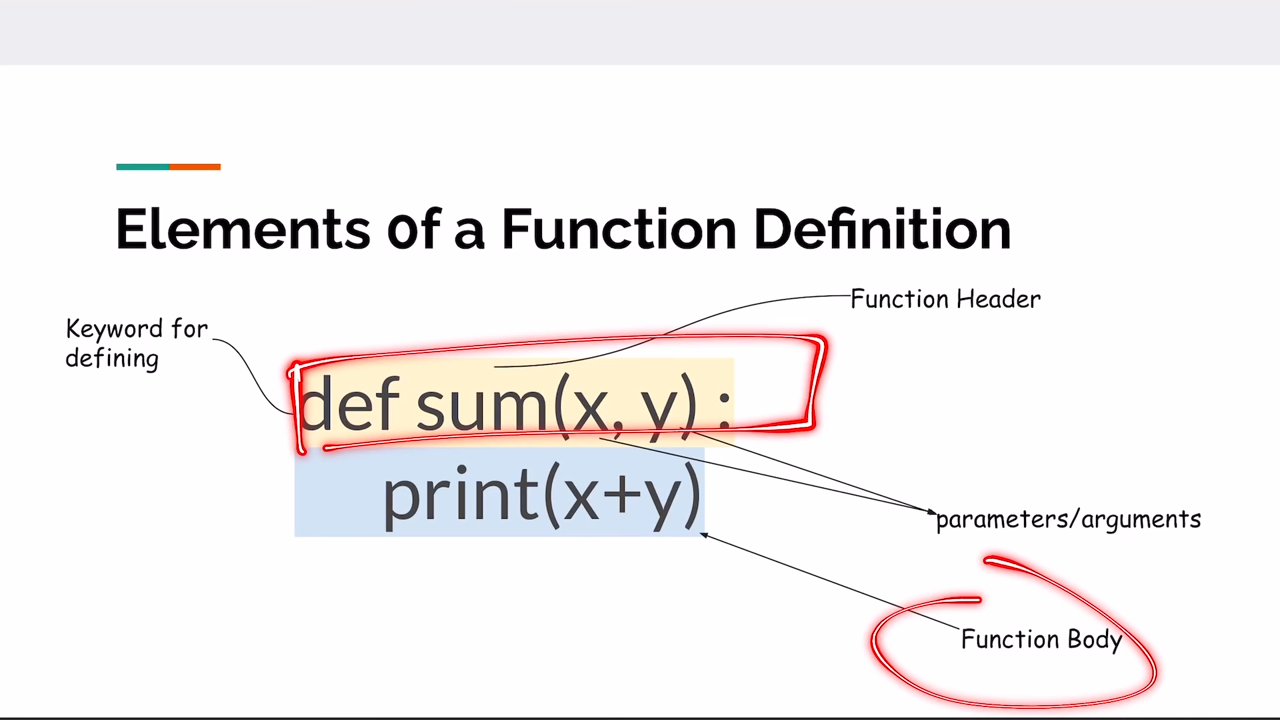 Elements 0f a Function Definition
Function Header
Keyword for
defining
def sum(x, y) :
print(x+y)
parameters/arguments
Function Body